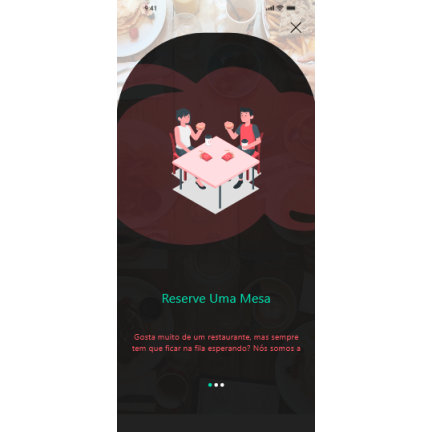 9:41
Reserve Uma Mesa
Gosta muito de um restaurante, mas sempre
tem que ficar na fila esperando? Nós somos a